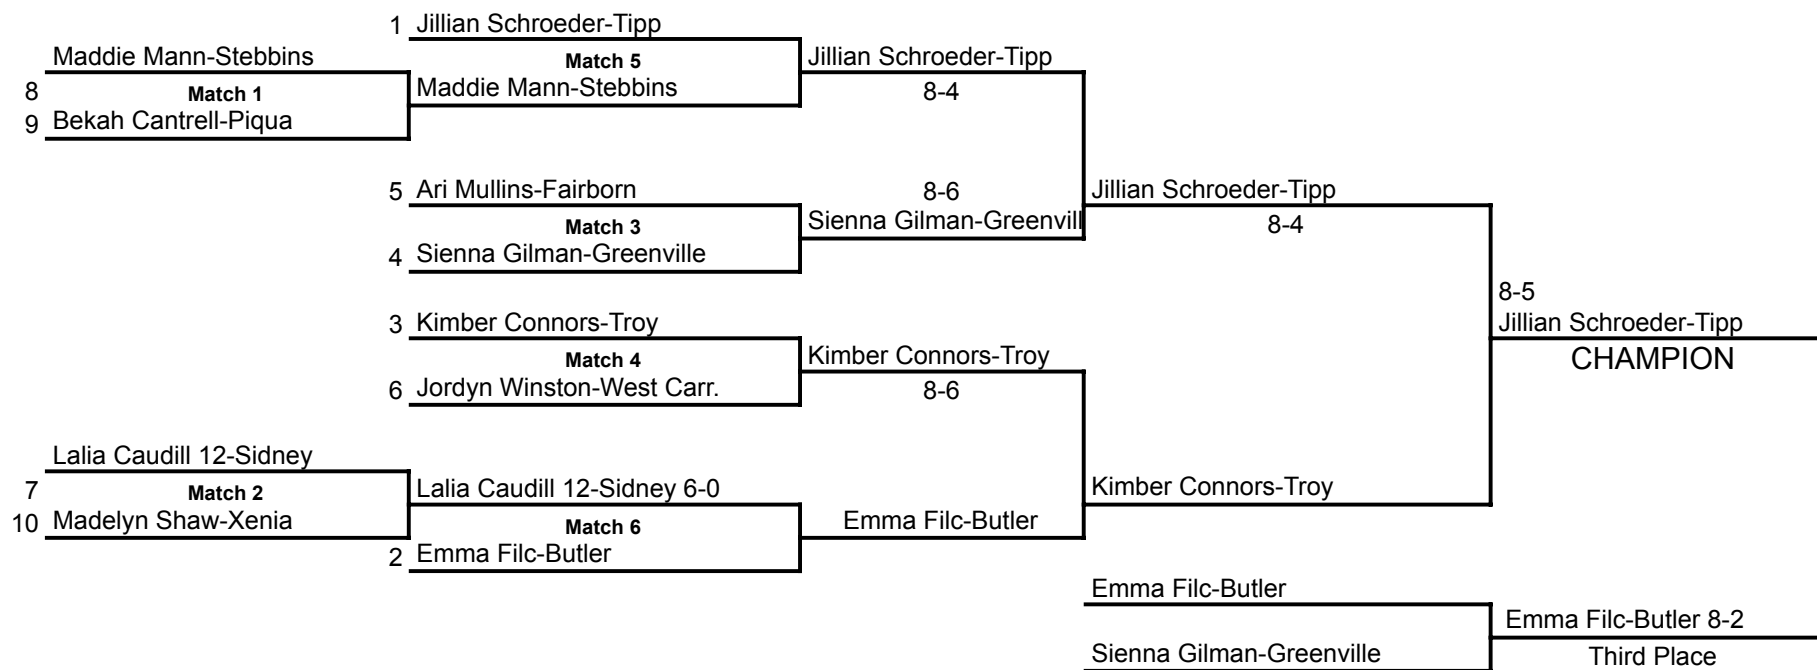 1 Jillian Schroeder-Tipp
Maddie Mann-Stebbins
Match 5
Jillian Schroeder-Tipp
8
Match 1
Maddie Mann-Stebbins
8-4
9 Bekah Cantrell-Piqua
5 Ari Mullins-Fairborn
8-6
Jillian Schroeder-Tipp
Match 3
Sienna Gilman-Greenvill
8-4
4 Sienna Gilman-Greenville
8-5
3 Kimber Connors-Troy
Jillian Schroeder-Tipp
Match 4
Kimber Connors-Troy
CHAMPION
6 Jordyn Winston-West Carr.
8-6
Lalia Caudill 12-Sidney
7
Match 2
Lalia Caudill 12-Sidney 6-0
Kimber Connors-Troy
10 Madelyn Shaw-Xenia
Match 6
Emma Filc-Butler
2 Emma Filc-Butler
Emma Filc-Butler
Emma Filc-Butler 8-2
Sienna Gilman-Greenville
Third Place